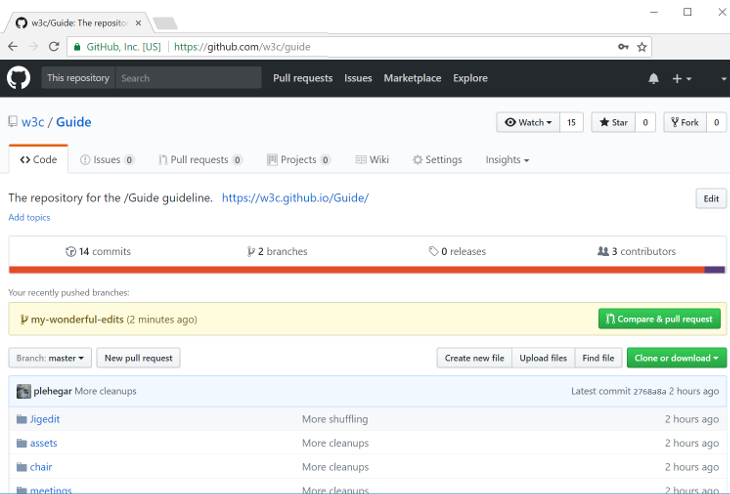 w3c/Guide: The repositor
GitHub, Inc. [US] https://github.com/w3c/guide
This repository Search Pull requests Issues Marketplace Explore
w3c / Guide Watch 15 Star 0 Fork 0
Code Issues 0 Pull requests 0 Projects 0 Wiki Settings Insights
The repository for the /Guide guideline. https://w3c.github.io/Guide/ Edit
Add topics
14 commits 2 branches 0 releases 3 contributors
Your recently pushed branches:
my-wonderful-edits (2 minutes ago) Compare & pull request
Branch: master New pull request Create new file Upload files Find file Clone or download
plehegar More cleanups Latest commit 2768a8a 2 hours ago
Jigedit More shuffling 2 hours ago
assets More cleanups 2 hours ago
chair More cleanups 2 hours ago
meetings More cleanups 2 hours ago